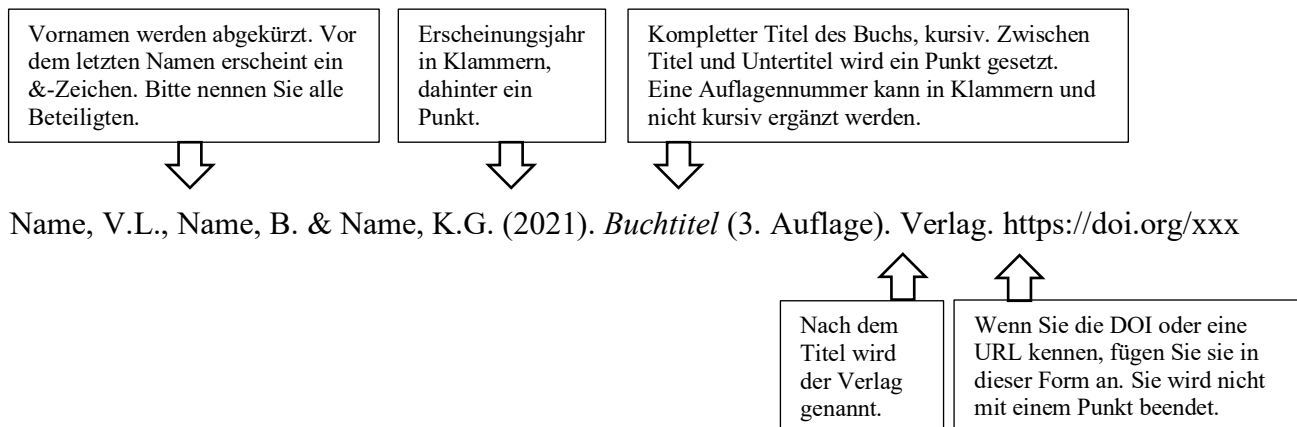 Vornamen werden abgekürzt. Vor
dem letzten Namen erscheint ein
&-Zeichen. Bitte nennen Sie alle
Beteiligten.
Erscheinungsjahr
in Klammern,
dahinter ein
Punkt.
Kompletter Titel des Buchs, kursiv. Zwischen
Titel und Untertitel wird ein Punkt gesetzt.
Eine Auflagennummer kann in Klammern und
nicht kursiv ergänzt werden.
Name, V.L., Name, B. & Name, K.G. (2021). Buchtitel (3. Auflage). Verlag. https://doi.org/xxx
Nach dem
Titel wird
der Verlag
genannt.
Wenn Sie die DOI oder eine
URL kennen, fügen Sie sie in
dieser Form an. Sie wird nicht
mit einem Punkt beendet.